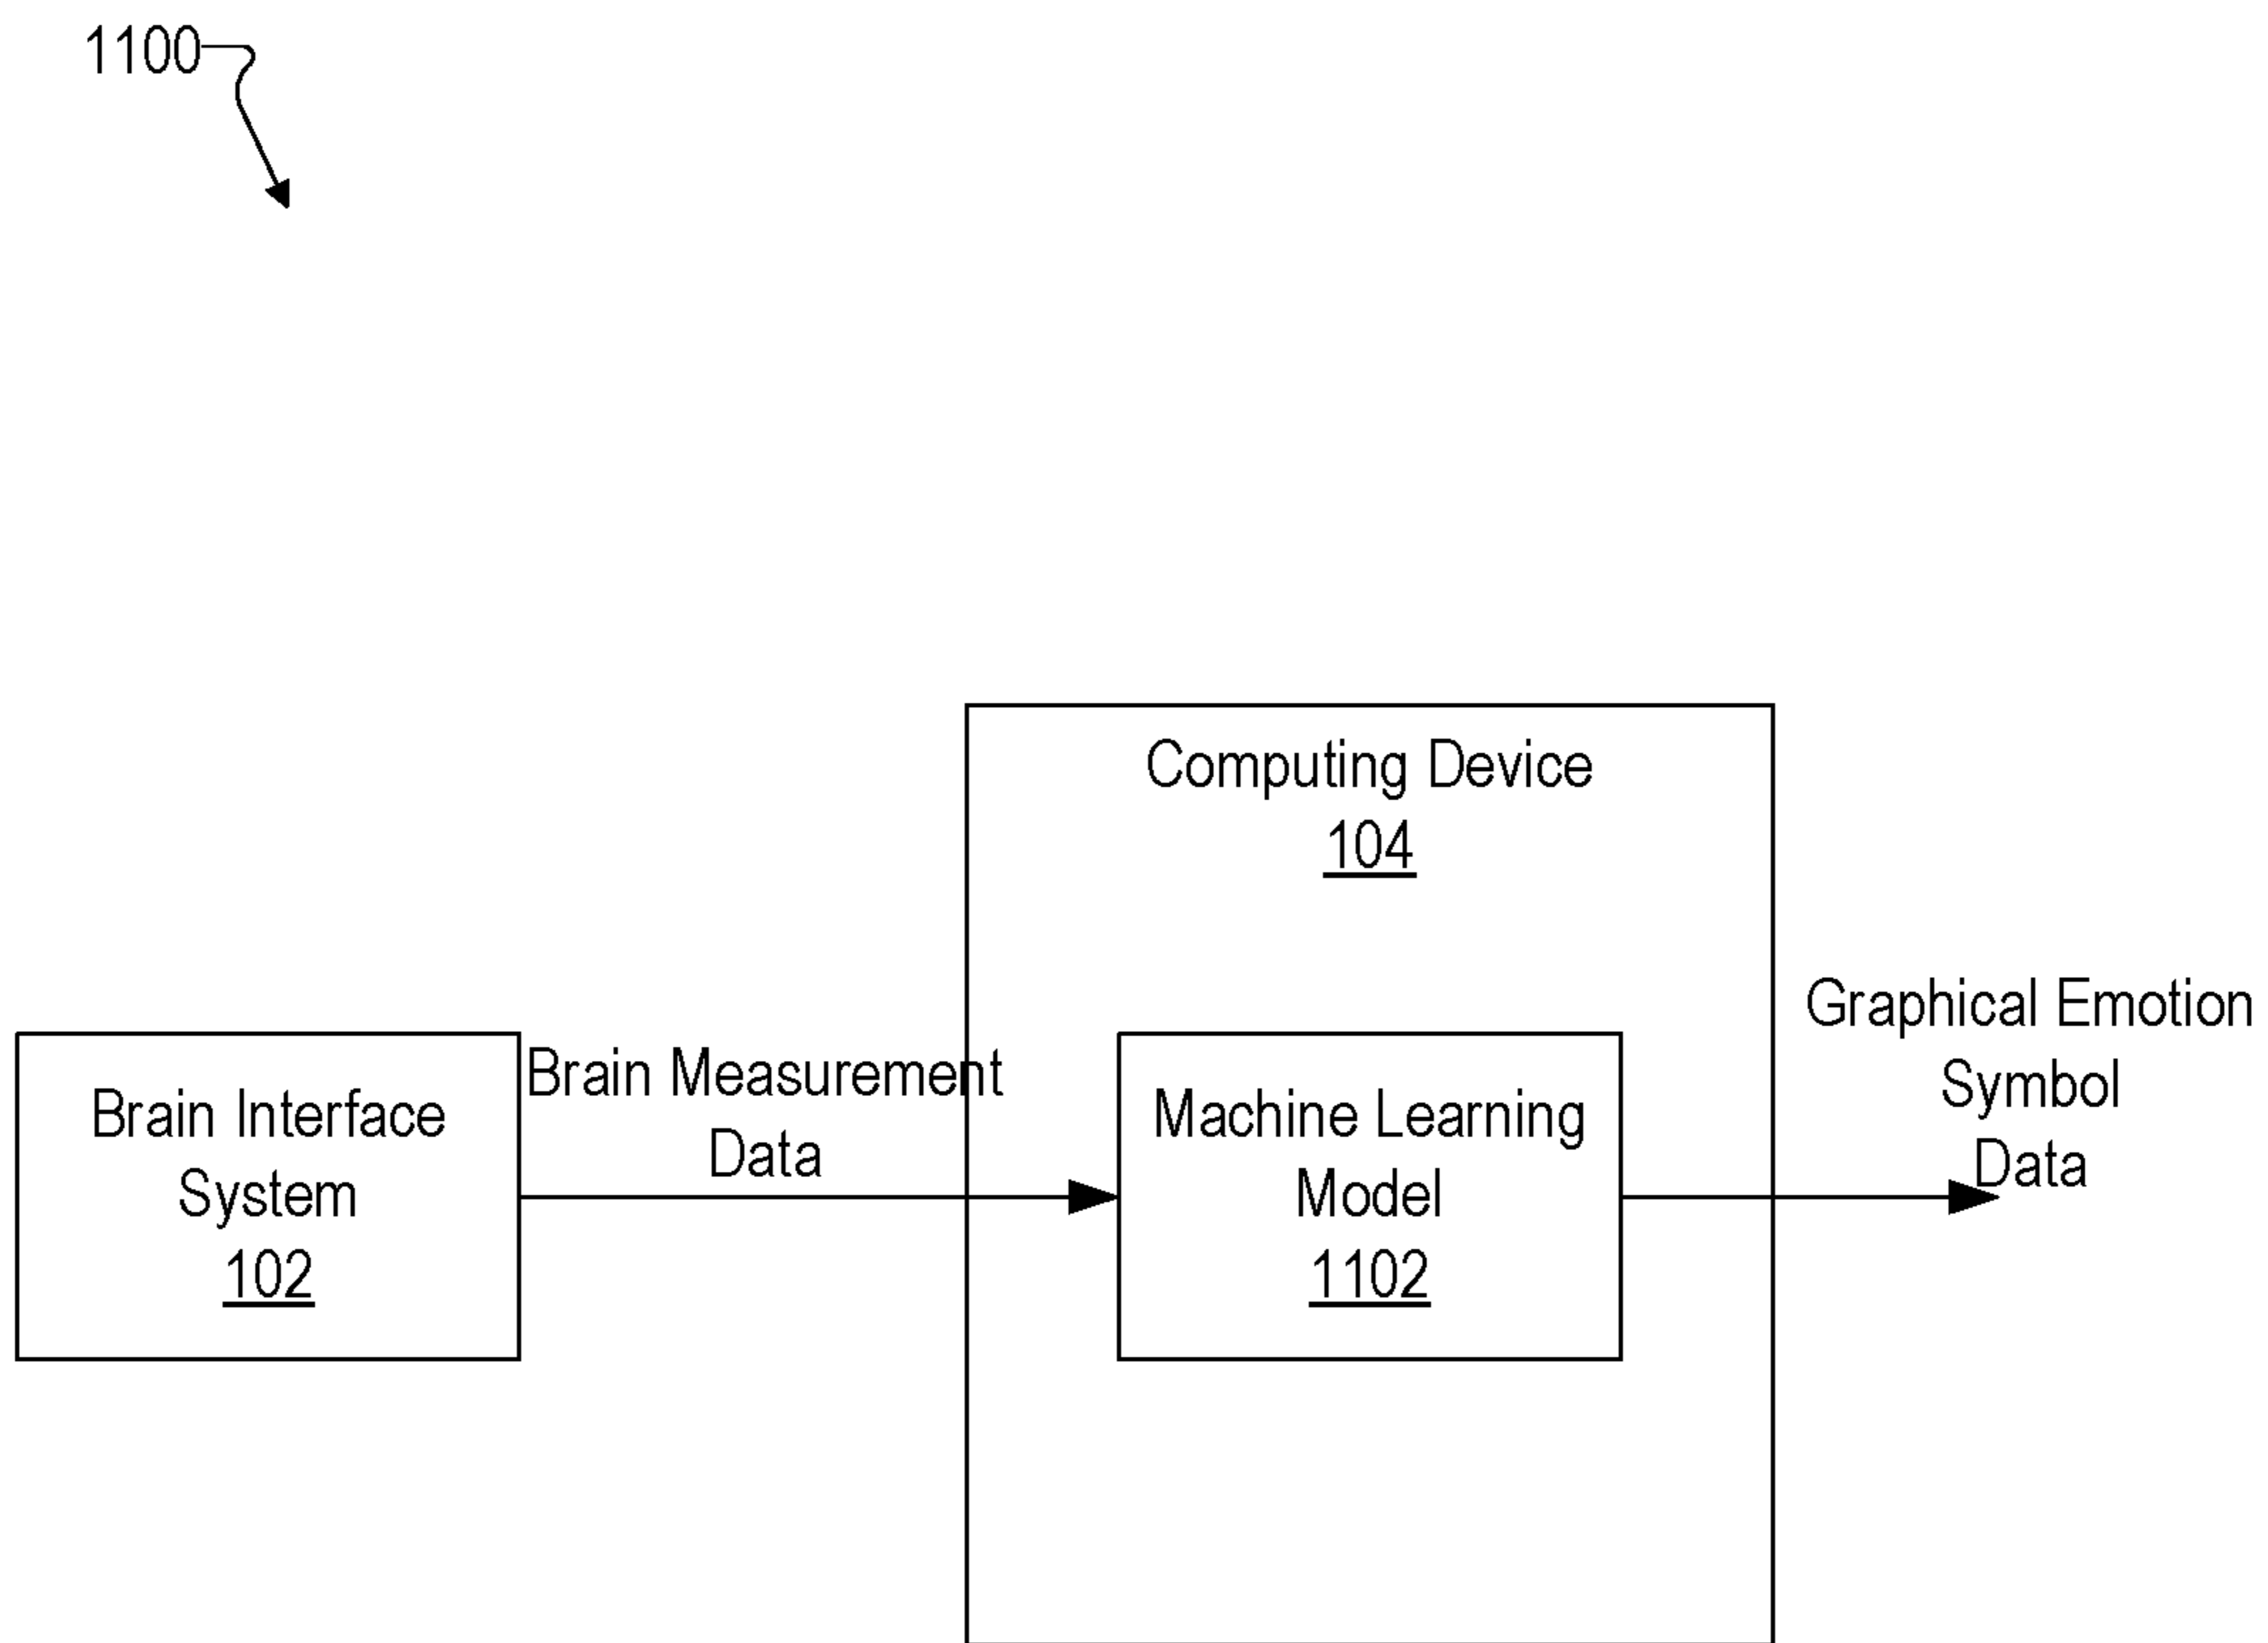 1100
Computing Device
104
Brain Interface
System
102
Brain Measurement
Data
Machine Learning
Model
1102
Graphical Emotion
Symbol
Data